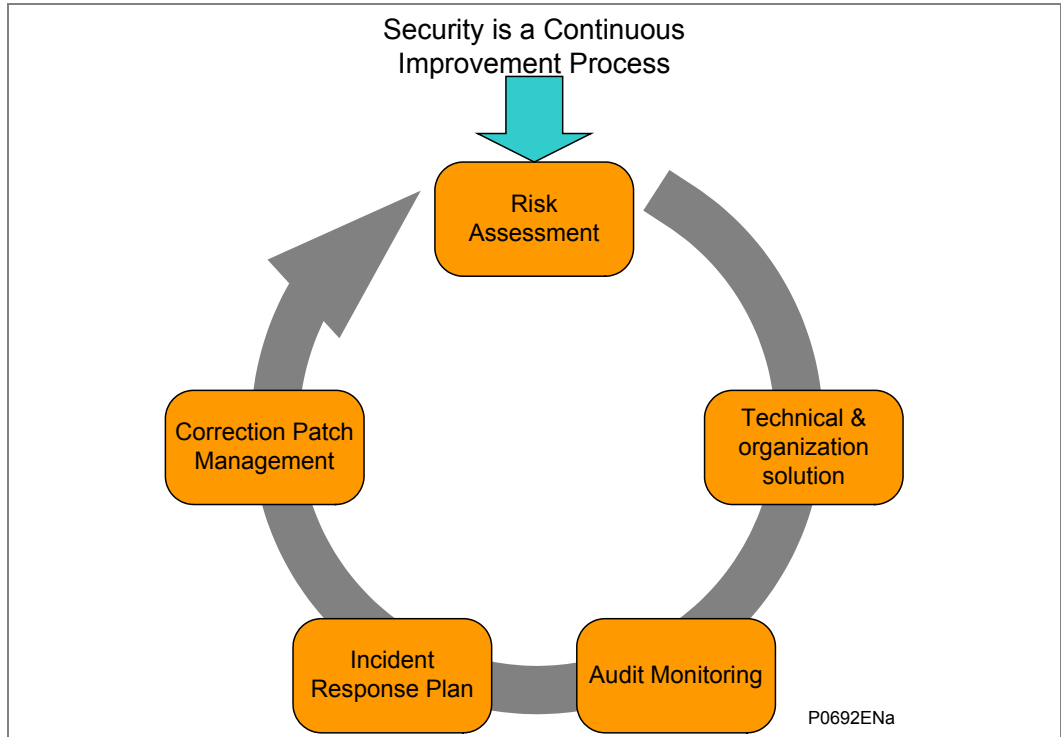 Security is a Continuous
Improvement Process
Risk
Assessment
Technical &
organization
solution
Audit Monitoring
Incident
Response Plan
Correction Patch
Management
P0692ENa